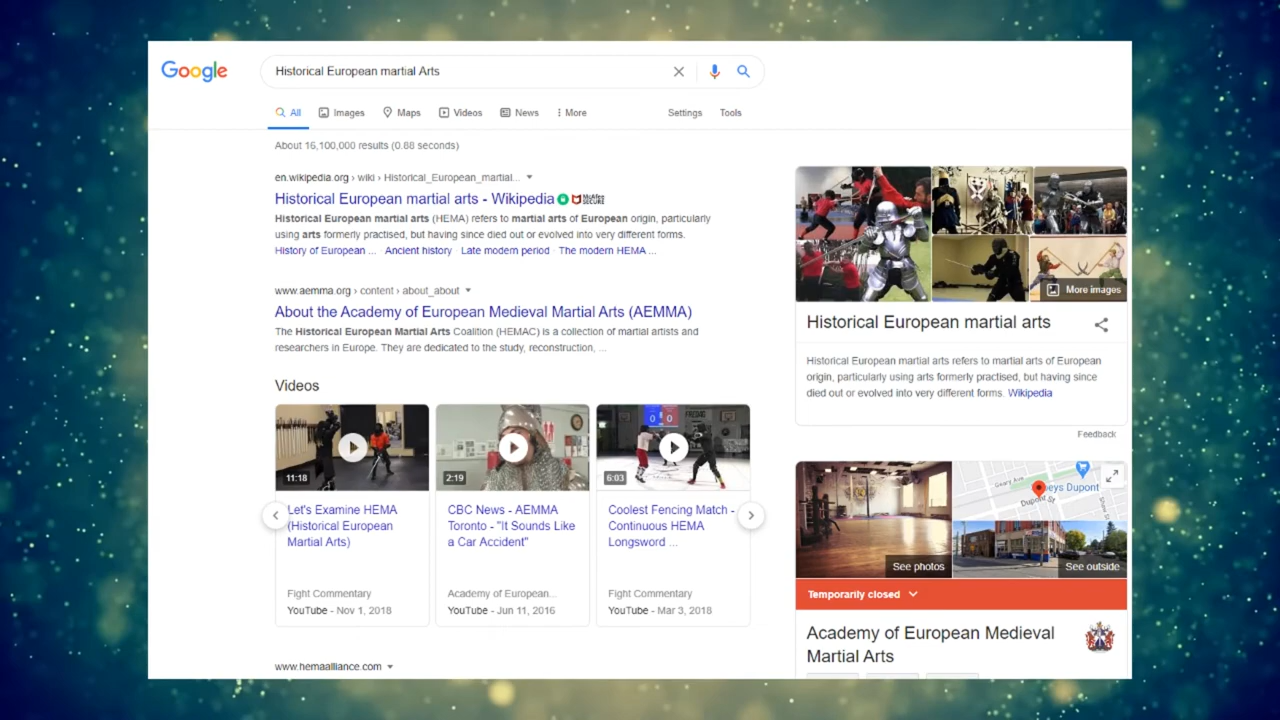 Google
Historical European martial Arts
All
Images
Maps
Videos
News
More
Settings
Tools
About 16,100,000 results (0.88 seconds)
en.wikipedia.org › wiki › Historical_European_martial...
Historical European martial arts - Wikipedia
McAfee SECURE
Historical European martial arts (HEMA) refers to martial arts of European origin, particularly
using arts formerly practised, but having since died out or evolved into very different forms.
History of European ... · Ancient history · Late modern period · The modern HEMA ...
www.aemma.org › content › about_about
About the Academy of European Medieval Martial Arts (AEMMA)
The Historical European Martial Arts Coalition (HEMAC) is a collection of martial artists and
researchers in Europe. They are dedicated to the study, reconstruction, ...
Videos
11:18
Let's Examine HEMA
(Historical European
Martial Arts)
Fight Commentary
YouTube - Nov 1, 2018
2:19
CBC News - AEMMA
Toronto - "It Sounds Like
a Car Accident"
Academy of European...
YouTube - Jun 11, 2016
0 0
6:03
Coolest Fencing Match -
Continuous HEMA
Longsword ...
Fight Commentary
YouTube - Mar 3, 2018
www.hemaalliance.com
More images
Historical European martial arts
Historical European martial arts refers to martial arts of European
origin, particularly using arts formerly practised, but having since
died out or evolved into very different forms. Wikipedia
Feedback
See photos
Geary Ave
Dupont St
eys Dupont
See outside
Temporarily closed
Academy of European Medieval
Martial Arts